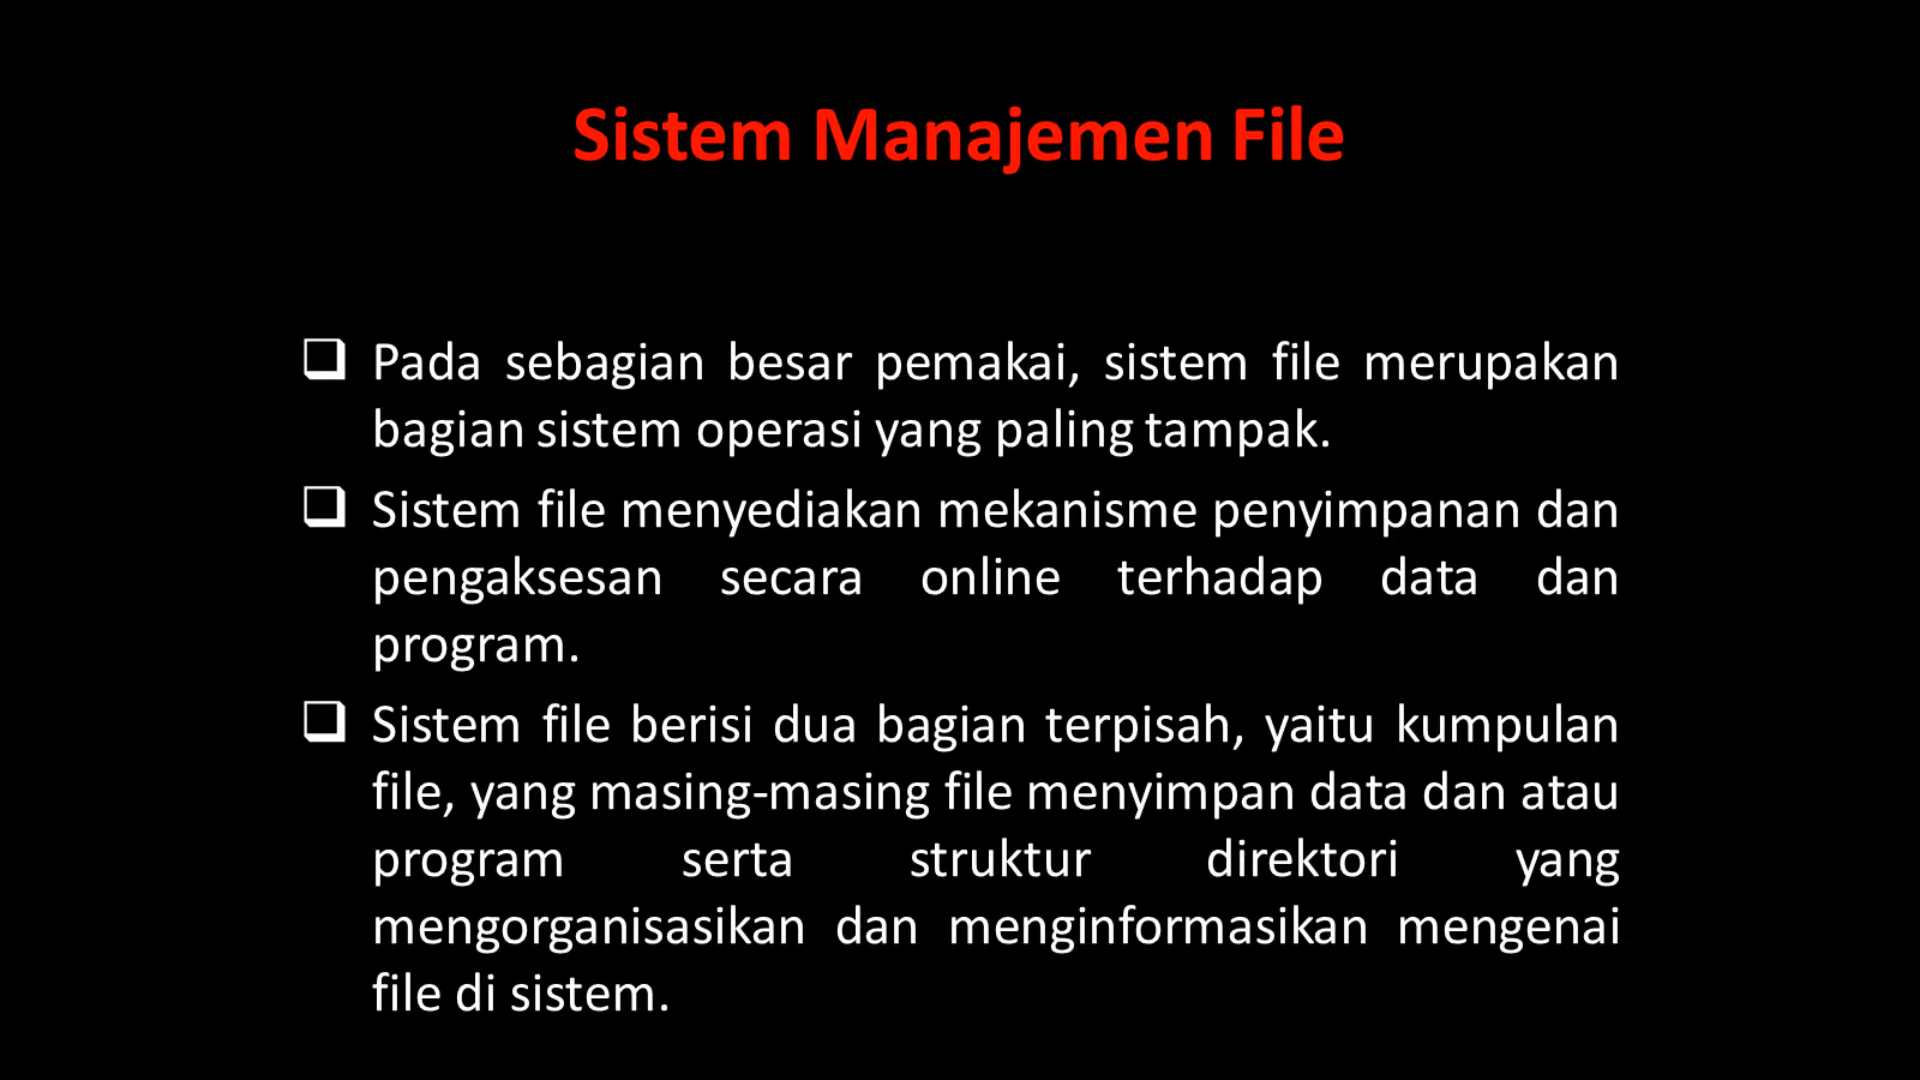 Sistem Manajemen File
Pada sebagian besar pemakai, sistem file merupakan
bagian sistem operasi yang paling tampak.
Sistem file menyediakan mekanisme penyimpanan dan
pengaksesan secara online terhadap data dan
program.
Sistem file berisi dua bagian terpisah, yaitu kumpulan
file, yang masing-masing file menyimpan data dan atau
program serta struktur direktori yang
mengorganisasikan dan menginformasikan mengenai
file di sistem.